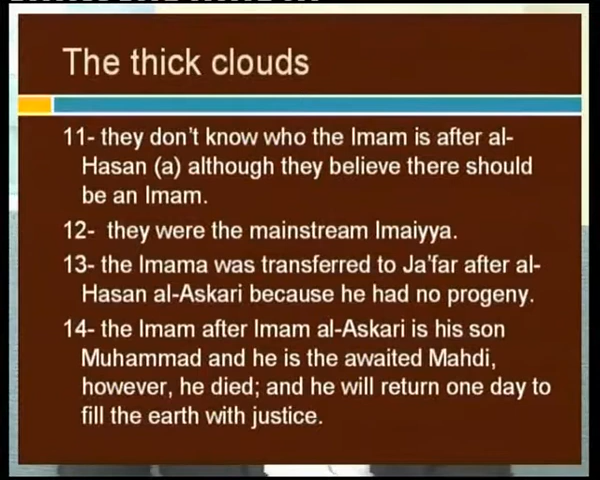 The thick clouds
11- they don't know who the Imam is after al-
Hasan (a) although they believe there should
be an Imam.
12- they were the mainstream Imaiyya.
13- the Imama was transferred to Ja'far after al-
Hasan al-Askari because he had no progeny.
14- the Imam after Imam al-Askari is his son
Muhammad and he is the awaited Mahdi,
however, he died; and he will return one day to
fill the earth with justice.